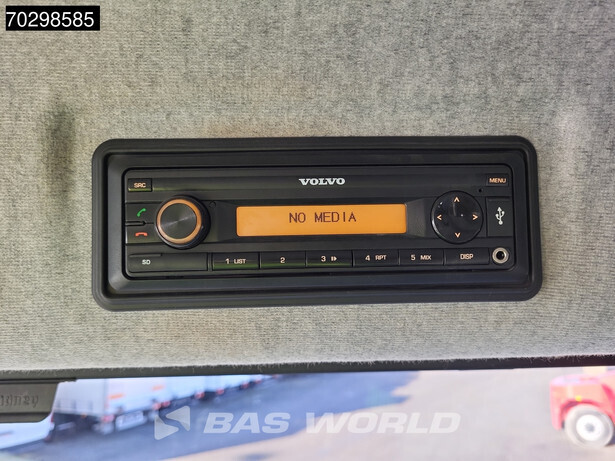 70298585
VOLVO
SRC
MENU
NO MEDIA
SD
1 LIST
2
3
4 RPT
5 MIX
DISP
BAS WORLD